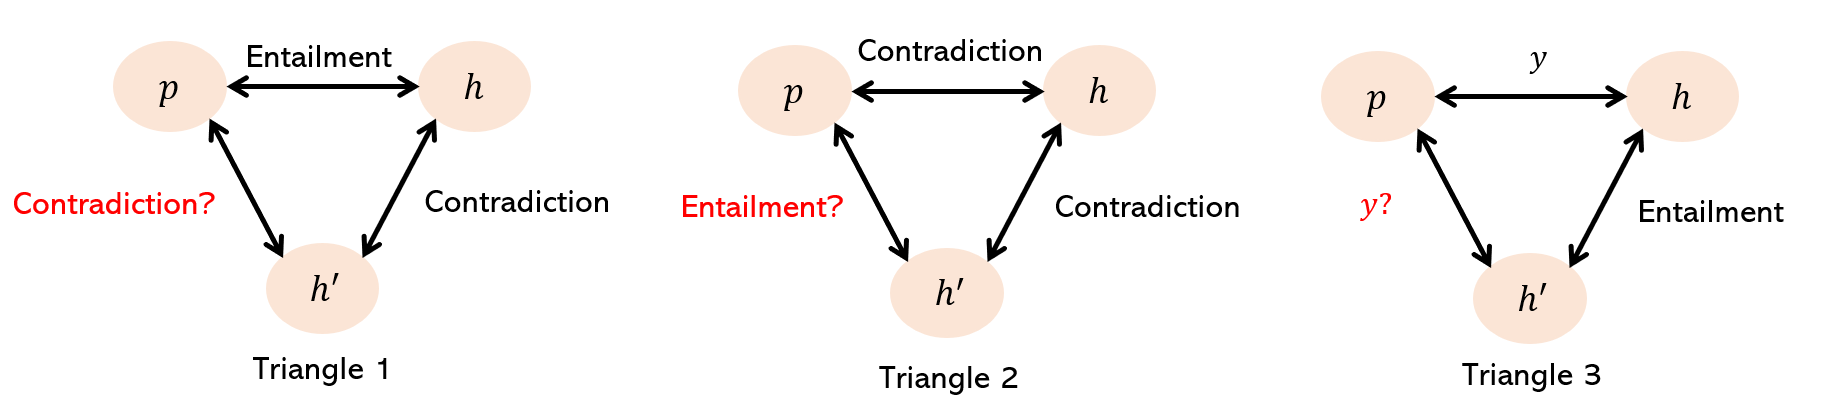 Entailment
p
h
Contradiction?
Contradiction
h′
Triangle 1
Contradiction
p
h
Entailment?
Contradiction
h′
Triangle 2
y
p
h
y?
Entailment
h′
Triangle 3